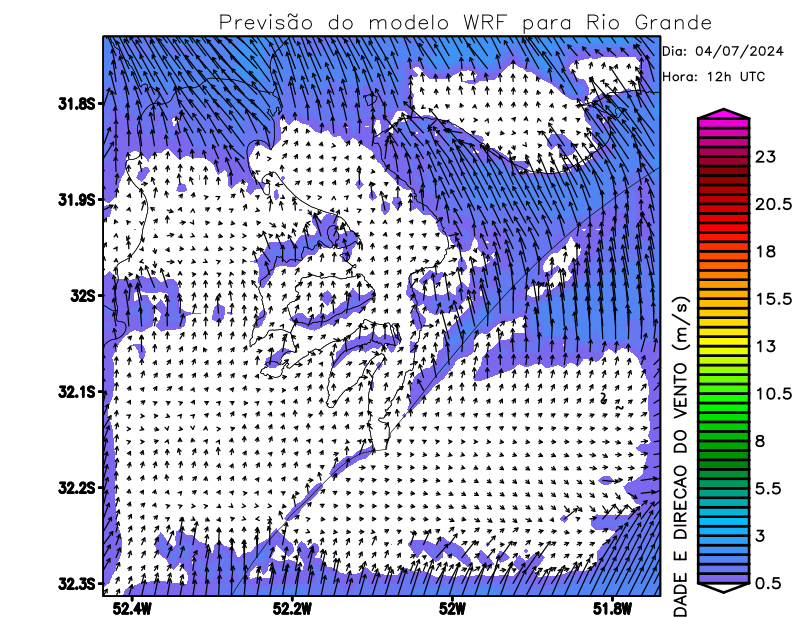 Previsão do modelo WRF para Rio Grande
Dia: 04/07/2024
Hora: 12h UTC
31.8S
31.9S
32S
32.1S
32.2S
32.3S
52.4W
52.2W
52W
51.8W
23
20.5
18
15.5
13
10.5
8
5.5
3
0.5
DADE E DIRECAO DO VENTO (m/s)